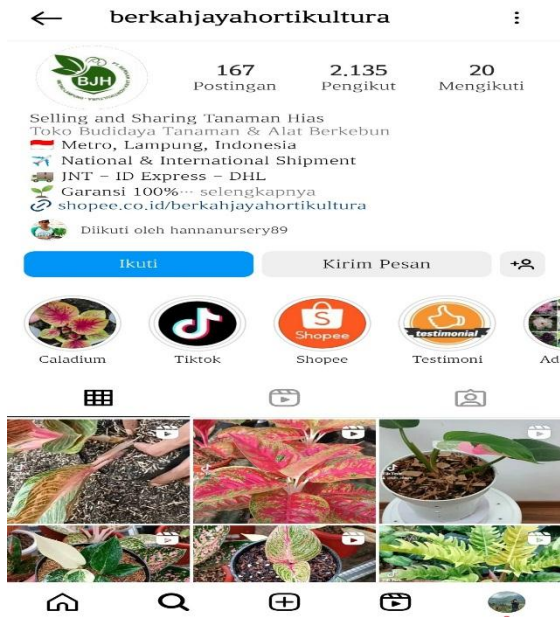 berkahjayahortikultura
BJH
167
Postingan
2.135
Pengikut
20
Mengikuti
Selling and Sharing Tanaman Hias
Toko Budidaya Tanaman & Alat Berkebun
Metro, Lampung, Indonesia
National & International Shipment
JNT - ID Express - DHL
Garansi 100%... selengkapnya
shopee.co.id/berkahjayahortikultura
Diikuti oleh hannanursery89
Ikuti
Kirim Pesan
S
Shopee
testimonial
Caladium
Tiktok
Shopee
Testimoni
Ad